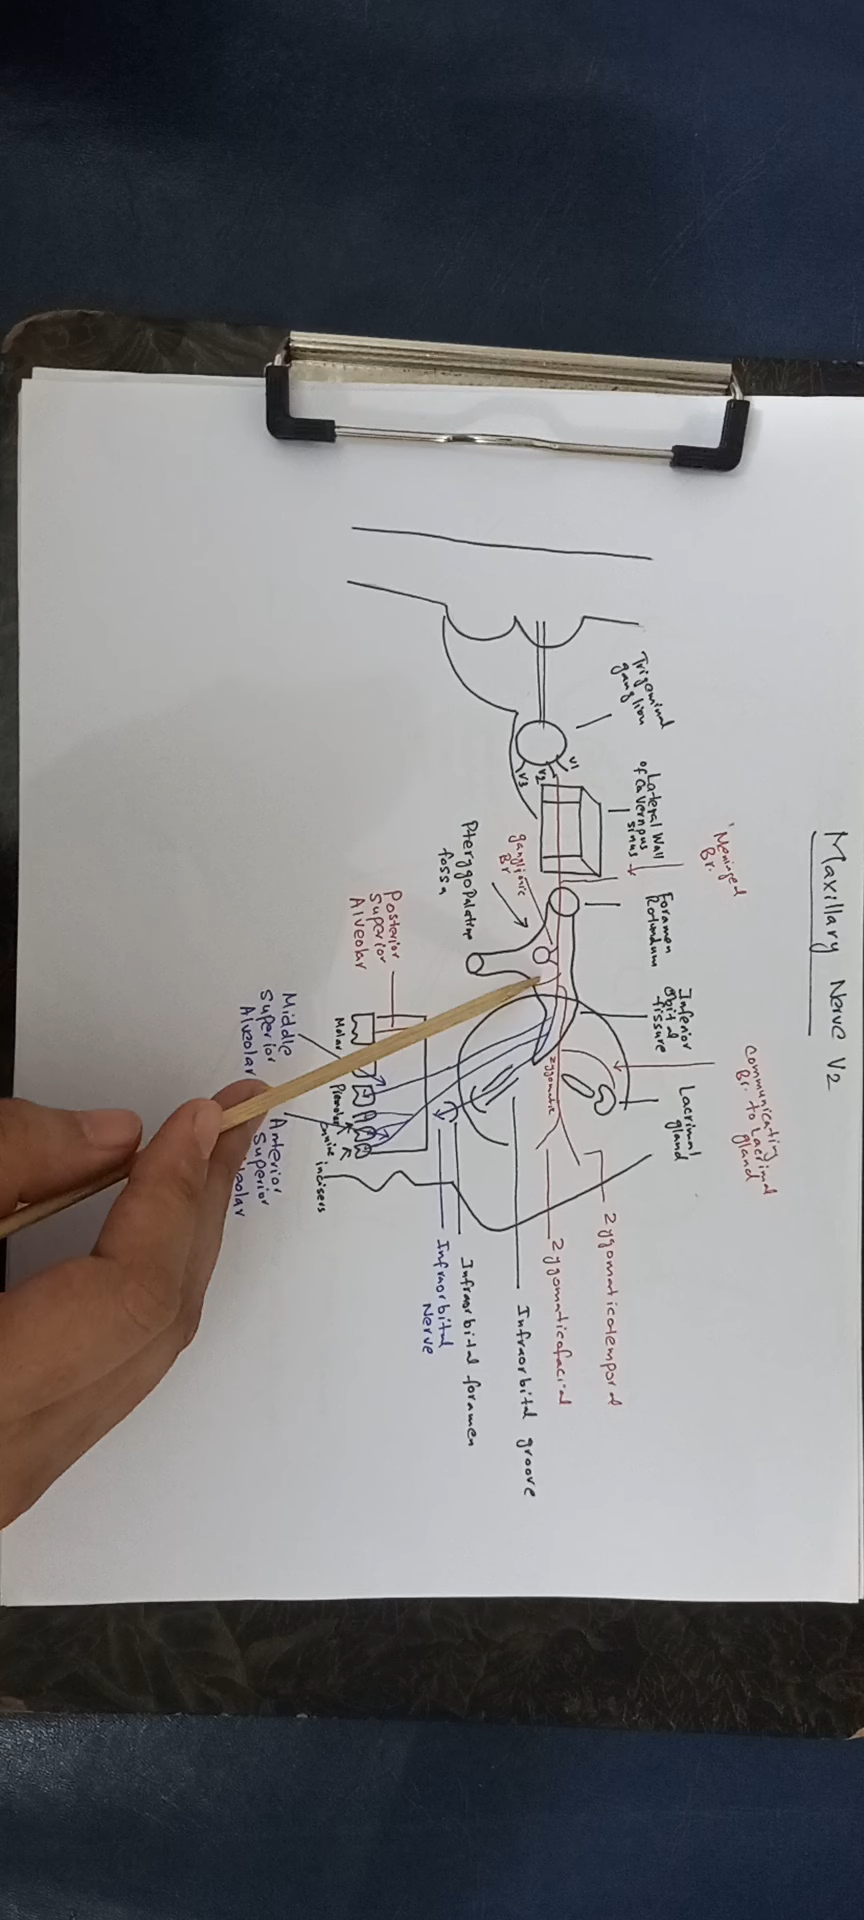 Maxillary Nerve V2
Trigeminal
ganglion
V1
V2
V3
Lateral Wall
of Cavernous
sinus
Meningeal
Br.
Foramen
Rotundum
ganglionic
Br
Pterygopalatine
fossa
Inferior
Orbital
fissure
Communicating
Br. to Lacrimal
gland
Lacrimal
gland
Zygomatic
Zygomaticotemporal
Zygomaticofacial
Infraorbital groove
Infraorbital foramen
Infraorbital
Nerve
Posterior
Superior
Alveolar
Middle
Superior
Alveolar
Anterior
Superior
Molar
Canine
incisers